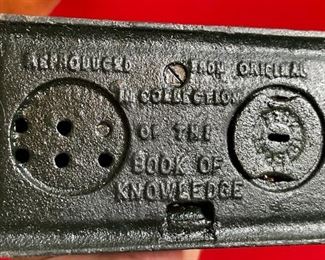 REPRODUCED FROM ORIGINAL
IN COLLECTION
OF THE
BOOK OF
KNOWLEDGE